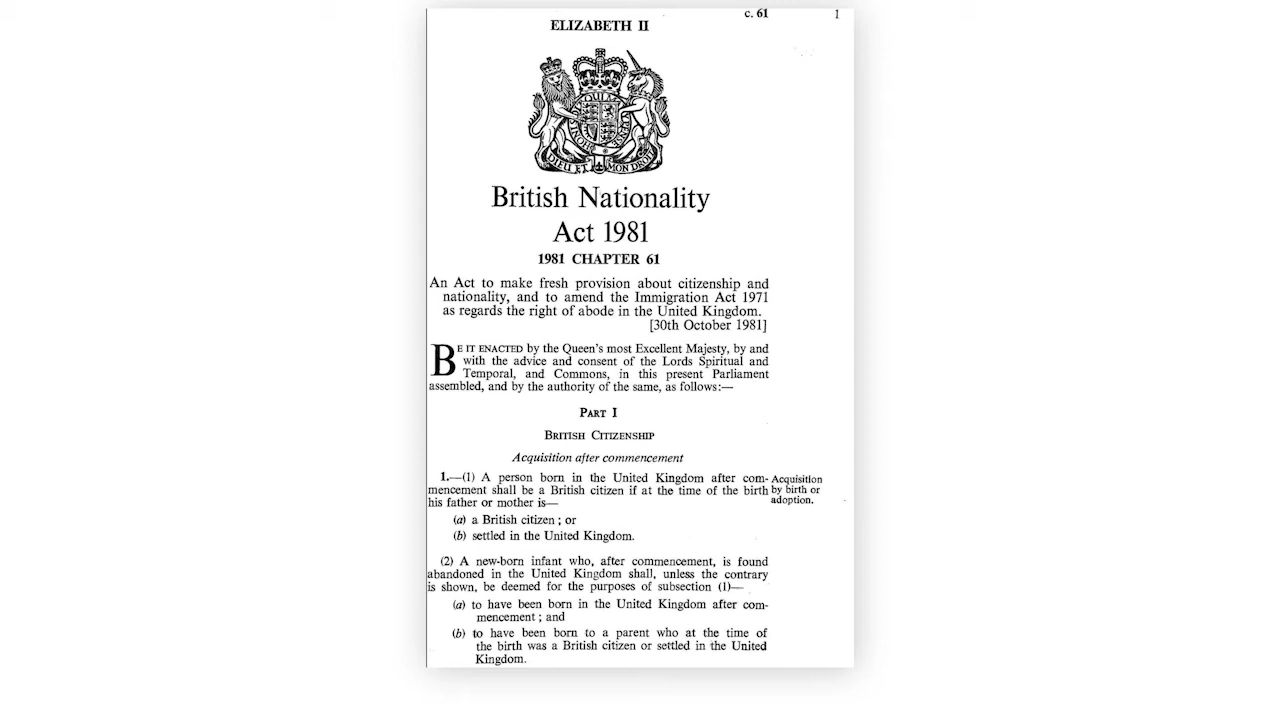 c. 61
1
ELIZABETH II
DIEU ET MON DROIT
British Nationality
Act 1981
1981 CHAPTER 61
An Act to make fresh provision about citizenship and
nationality, and to amend the Immigration Act 1971
as regards the right of abode in the United Kingdom.
[30th October 1981]
BE IT ENACTED by the Queen's most Excellent Majesty, by and
with the advice and consent of the Lords Spiritual and
Temporal, and Commons, in this present Parliament
assembled, and by the authority of the same, as follows:—
PART I
BRITISH CITIZENSHIP
Acquisition after commencement
1.—(1) A person born in the United Kingdom after com-
mencement shall be a British citizen if at the time of the birth
his father or mother is—
Acquisition
by birth or
adoption.
(a) a British citizen ; or
(b) settled in the United Kingdom.
(2) A new-born infant who, after commencement, is found
abandoned in the United Kingdom shall, unless the contrary
is shown, be deemed for the purposes of subsection (1)—
(a) to have been born in the United Kingdom after com-
mencement ; and
(b) to have been born to a parent who at the time of
the birth was a British citizen or settled in the United
Kingdom.